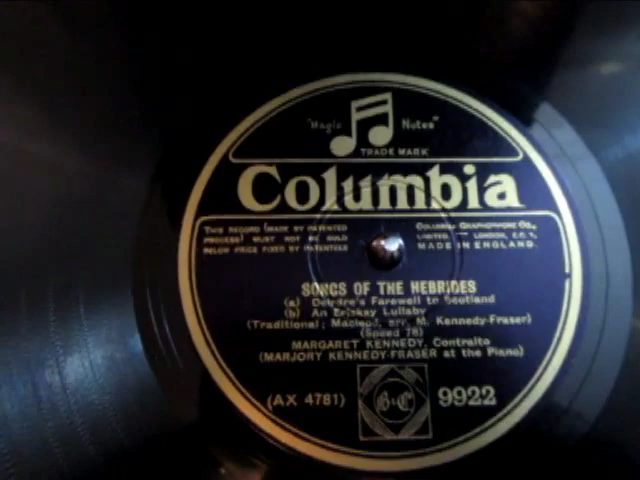 "Magic Notes"
TRADE MARK
Columbia
THIS RECORD (MADE BY PATENTED
PROCESS) MUST NOT BE SOLD
BELOW PRICE FIXED BY PATENTEES
COLUMBIA GRAPHOPHONE CO.,
LIMITED LONDON, E.C.1.
MADE IN ENGLAND.
SONGS OF THE HEBRIDES
(a) Deirdre's Farewell to Scotland
(b) An Eriskay Lullaby
(Traditional; Macleod, arr. M. Kennedy-Fraser)
(Speed 78)
MARGARET KENNEDY, Contralto
(MARJORY KENNEDY-FRASER at the Piano)
(AX 4781)
9922